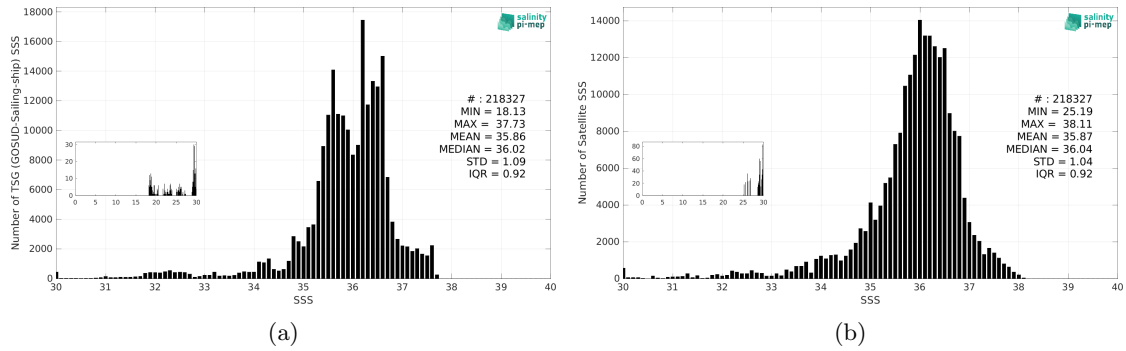 salinity
pi-mep
Number of TSG (GOSUD-Sailing-ship) SSS
18000
16000
14000
12000
10000
8000
6000
4000
2000
0
# : 218327
MIN = 18.13
MAX = 37.73
MEAN = 35.86
MEDIAN = 36.02
STD = 1.09
IQR = 0.92
30
20
10
0
0 5 10 15 20 25 30
30 31 32 33 34 35 36 37 38 39 40
SSS
(a)
salinity
pi-mep
Number of Satellite SSS
14000
12000
10000
8000
6000
4000
2000
0
# : 218327
MIN = 25.19
MAX = 38.11
MEAN = 35.87
MEDIAN = 36.04
STD = 1.04
IQR = 0.92
80
60
40
20
0
0 5 10 15 20 25 30
30 31 32 33 34 35 36 37 38 39 40
SSS
(b)